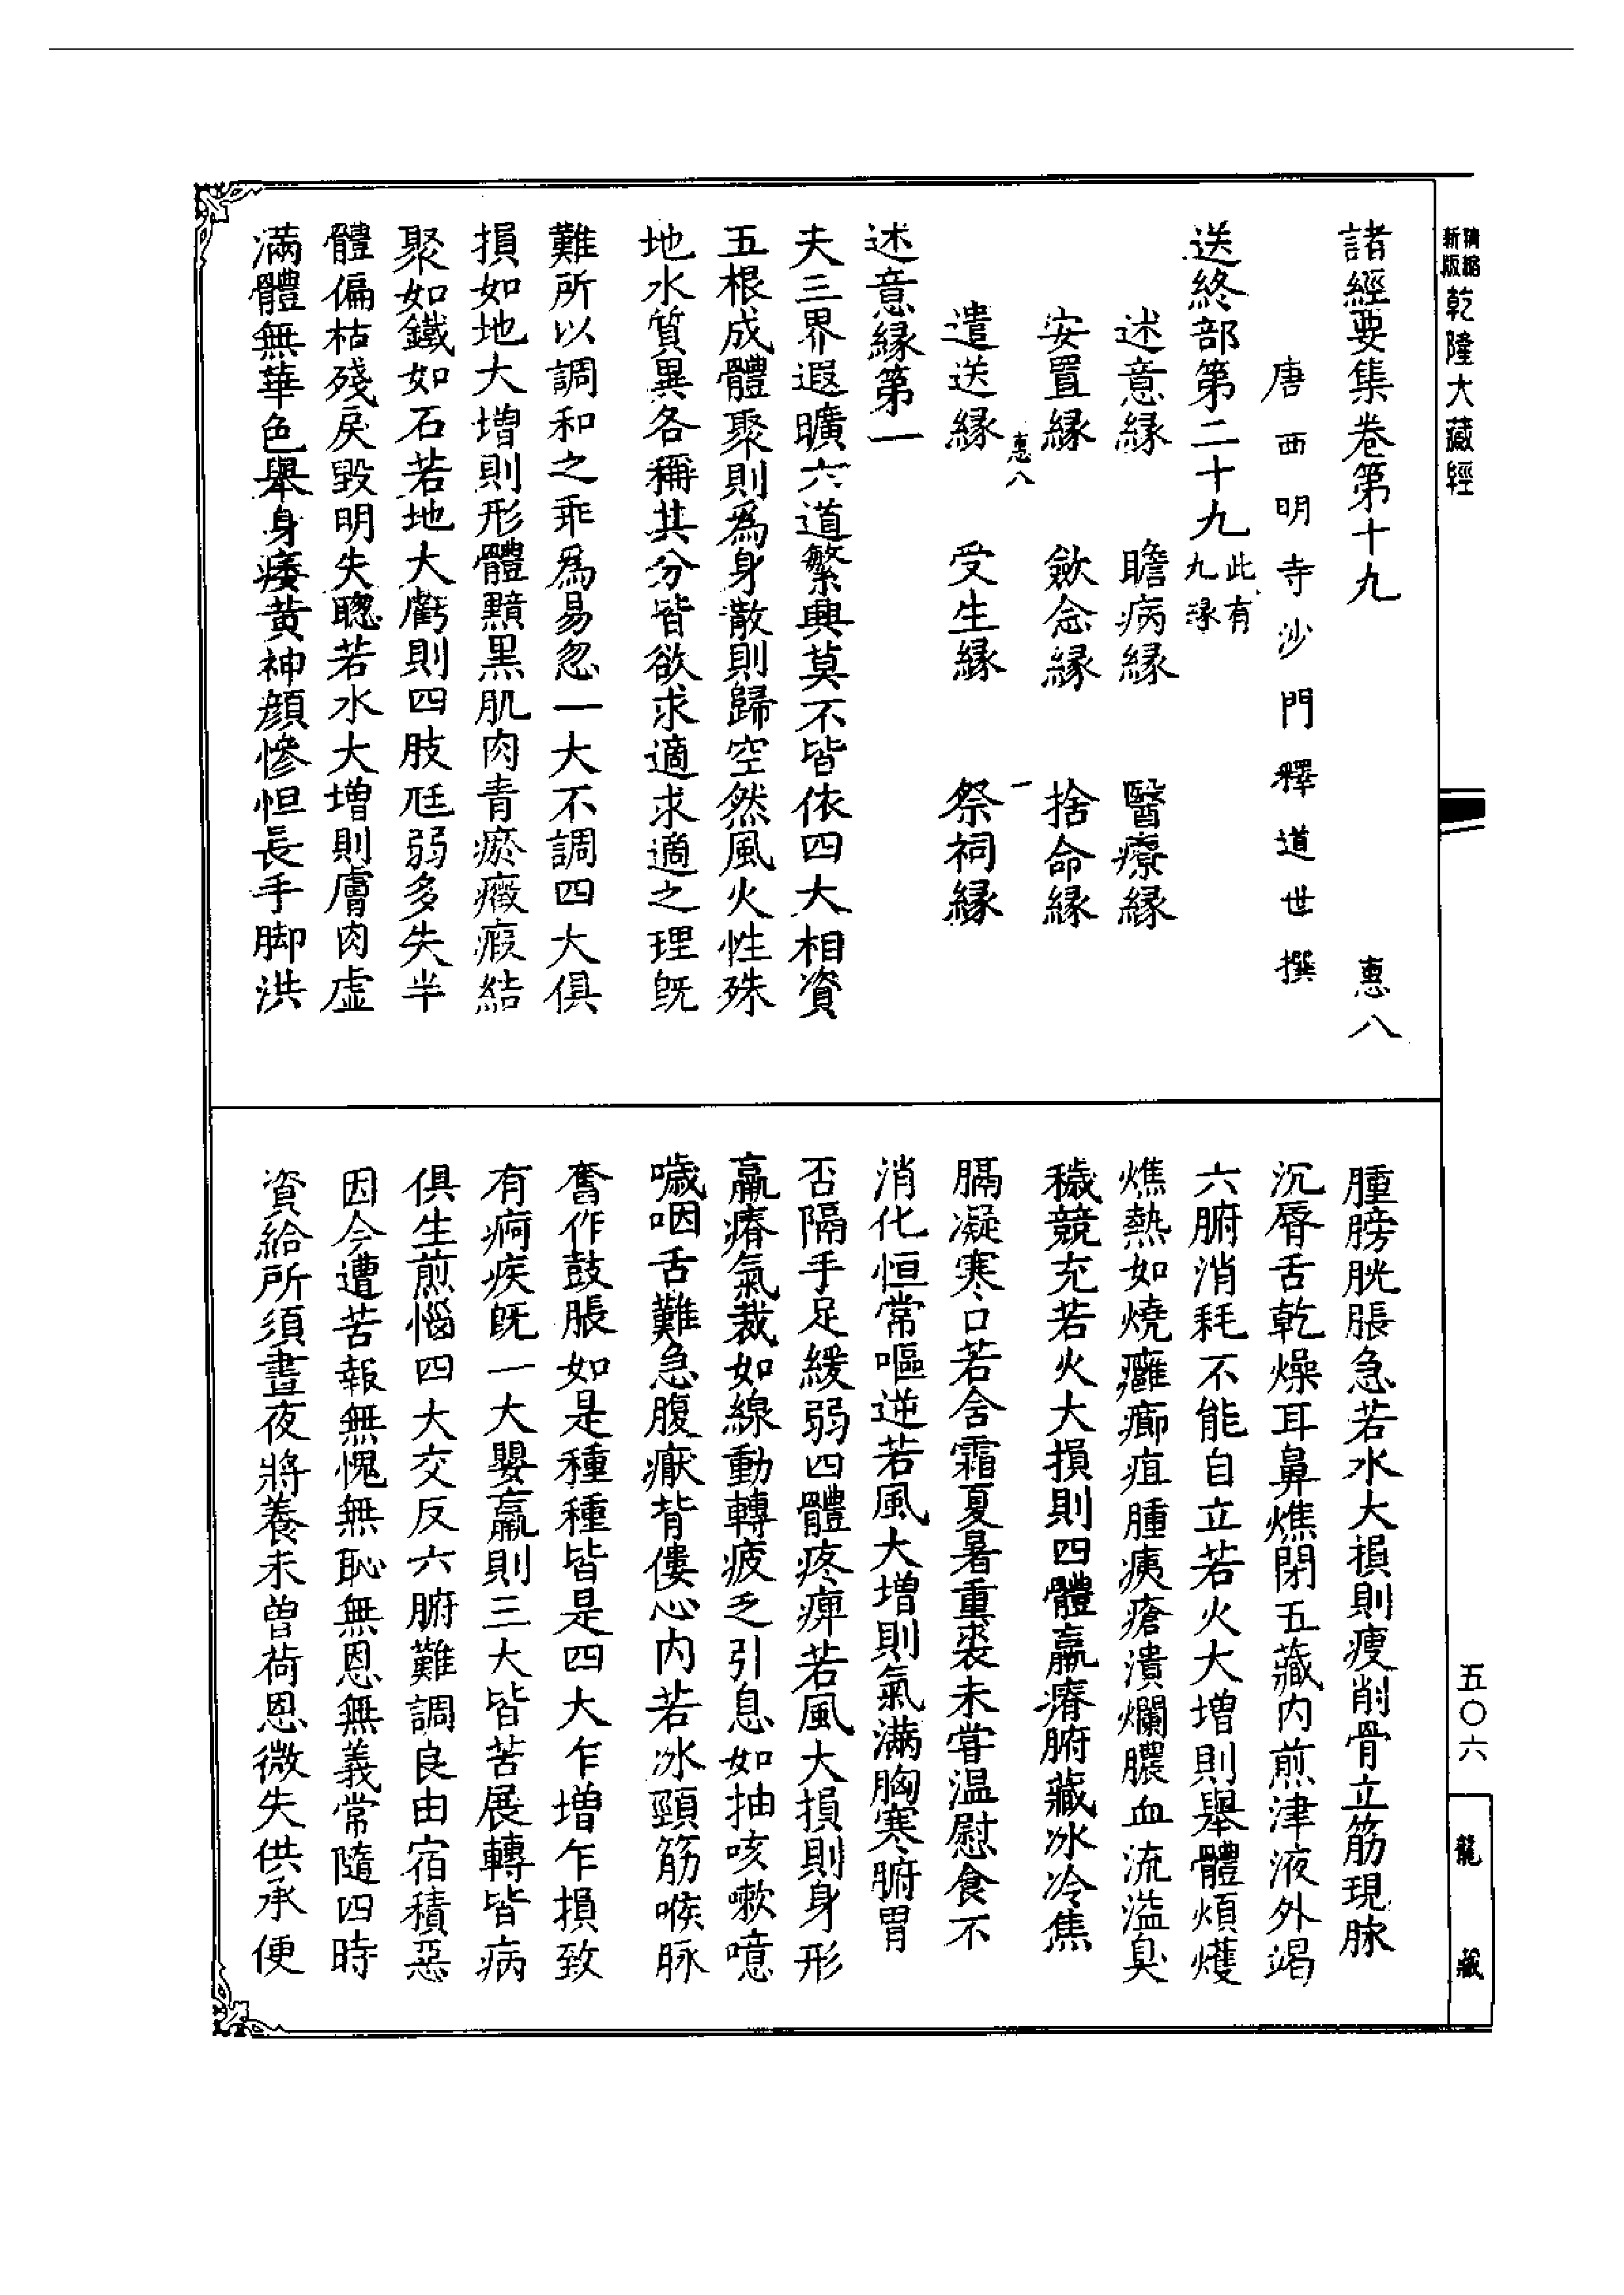 精縮新版乾隆大藏經
諸經要集卷第十九 惠八
唐西明寺沙門釋道世撰
送終部第二十九此有九緣
述意緣 瞻病緣 醫療緣
安置緣 斂念緣 捨命緣
惠八 一
遣送緣 受生緣 祭祠緣
述意緣第一
夫三界遐曠六道繁興莫不皆依四大相資
五根成體聚則為身散則歸空然風火性殊
地水質異各稱其分皆欲求適求適之理旣
難所以調和之乖為易忽一大不調四大俱
損如地大增則形體黰黑肌肉青瘀癥瘕結
聚如鐵如石若地大虧則四肢尫弱多失半
體偏枯殘戾毀明失聰若水大增則膚肉虛
滿體無華色舉身痿黃神顏慘怛長手脚洪
腫膀胱脹急若水大損則瘦削骨立筋現脉
沉脣舌乾燥耳鼻燋閉五藏內煎津液外竭
六腑消耗不能自立若火大增則舉體煩爅
燋熱如燒癰癤疽腫痍瘡潰爛膿血流溢臭
穢競充若火大損則四體羸瘠腑藏冰冷焦
膈凝寒口若含霜夏暑重裘未嘗溫慰食不
消化恒常嘔逆若風大增則氣滿胸寒腑胃
否隔手足緩弱四體疼痺若風大損則身形
羸瘠氣裁如線動轉疲乏引息如抽咳嗽噫
噦咽舌難急腹瘷背僂心內若冰頸筋喉脉
奮作鼓脹如是種種皆是四大乍增乍損致
有痾疾旣一大嬰羸則三大皆苦展轉皆病
俱生煎惱四大交反六腑難調良由宿積惡
因今遭苦報無愧無恥無恩無義常隨四時
資給所須晝夜將養未曾荷恩微失供承便
五〇六
龍藏